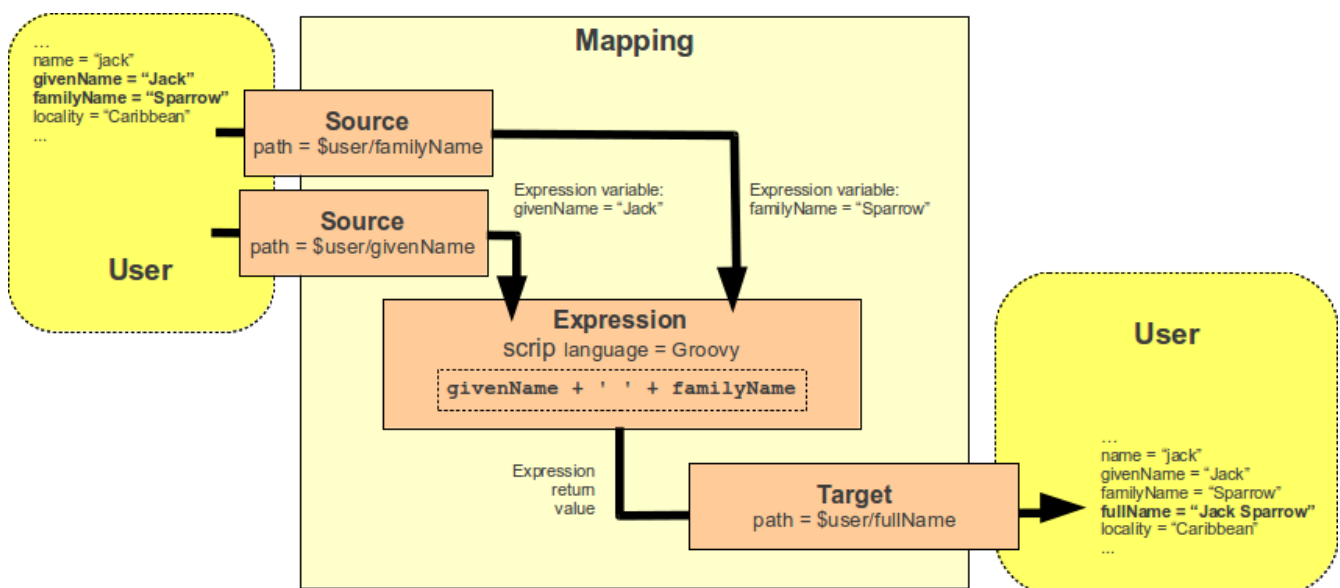 ...
name = “jack”
givenName = “Jack”
familyName = “Sparrow”
locality = “Caribbean”
...
User
Mapping
Source
path = $user/familyName
Source
path = $user/givenName
Expression variable:
givenName = “Jack”
Expression variable:
familyName = “Sparrow”
Expression
scrip language = Groovy
givenName + ' ' + familyName
Expression
return
value
Target
path = $user/fullName
User
...
name = “jack”
givenName = “Jack”
familyName = “Sparrow”
fullName = “Jack Sparrow”
locality = “Caribbean”
...